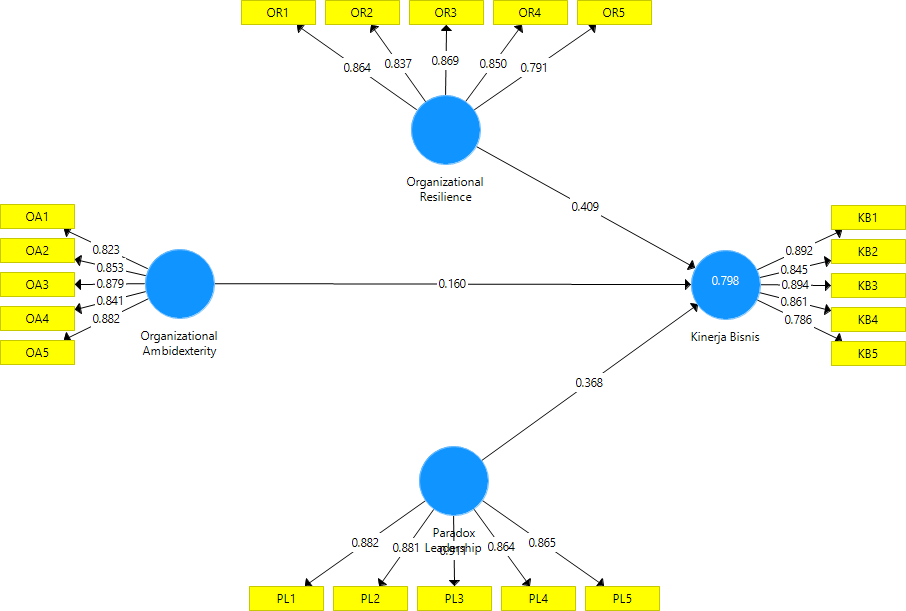 OR1 OR2 OR3 OR4 OR5
0.864 0.837 0.869 0.850 0.791
Organizational
Resilience
0.409
OA1
OA2
OA3
OA4
OA5
0.823
0.853
0.879
0.841
0.882
Organizational
Ambidexterity
0.160
0.798
Kinerja Bisnis
0.892
0.845
0.894
0.861
0.786
KB1
KB2
KB3
KB4
KB5
0.368
Paradox
Leadership
0.882 0.881 0.911 0.864 0.865
PL1 PL2 PL3 PL4 PL5